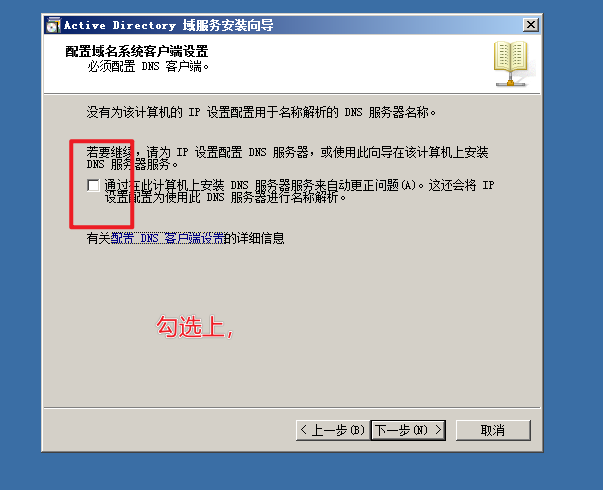 Active Directory 域服务安装向导
配置域名系统客户端设置
必须配置 DNS 客户端。
没有为该计算机的 IP 设置配置用于名称解析的 DNS 服务器名称。
若要继续,请为 IP 设置配置 DNS 服务器，或使用此向导在该计算机上安装
DNS 服务器服务。
通过在此计算机上安装 DNS 服务器服务来自动更正问题(A)。这还会将 IP
设置配置为使用此 DNS 服务器进行名称解析。
有关配置 DNS 客户端设置的详细信息
勾选上，
< 上一步(B) 下一步(N) > 取消